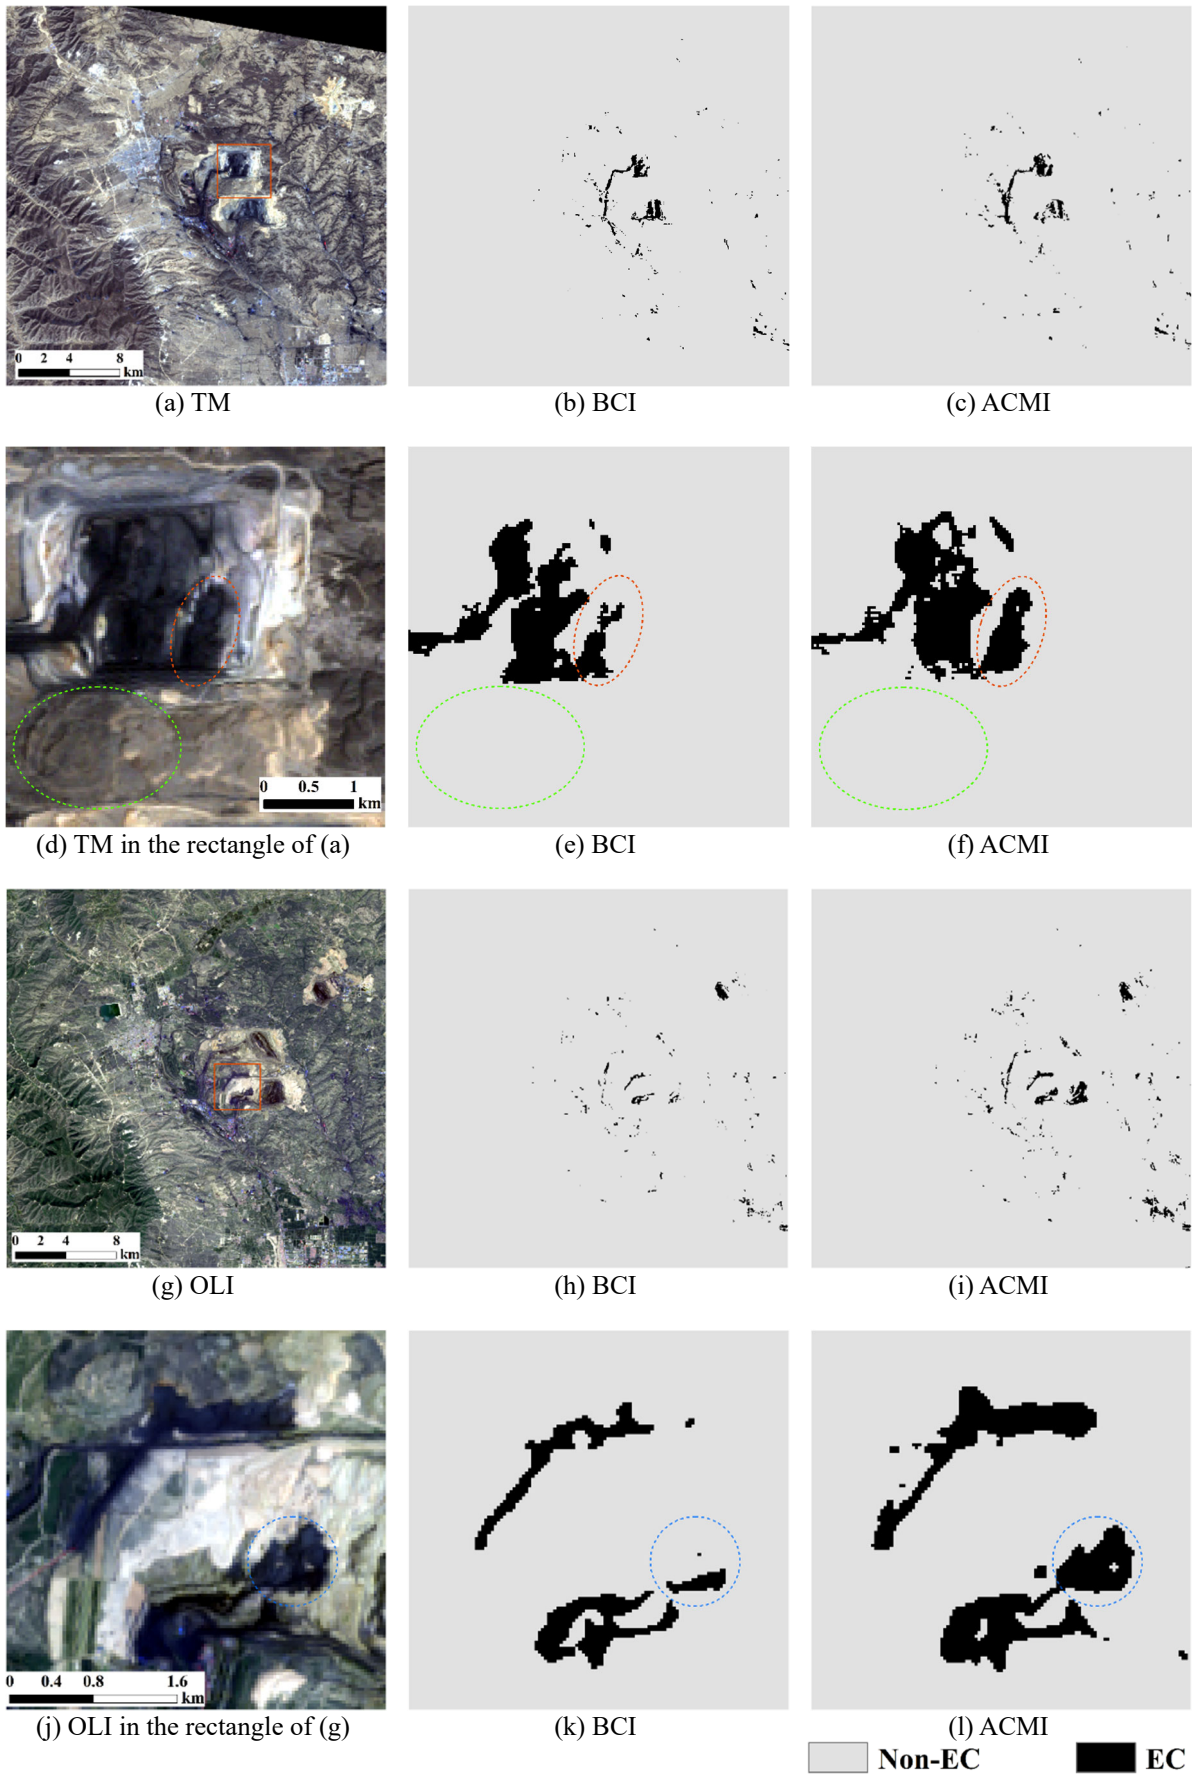 0 2 4 8
km
(a) TM
(b) BCI
(c) ACMI
0 0.5 1
km
(d) TM in the rectangle of (a)
(e) BCI
(f) ACMI
0 2 4 8
km
(g) OLI
(h) BCI
(i) ACMI
0 0.4 0.8 1.6
km
(j) OLI in the rectangle of (g)
(k) BCI
(l) ACMI
Non-EC
EC